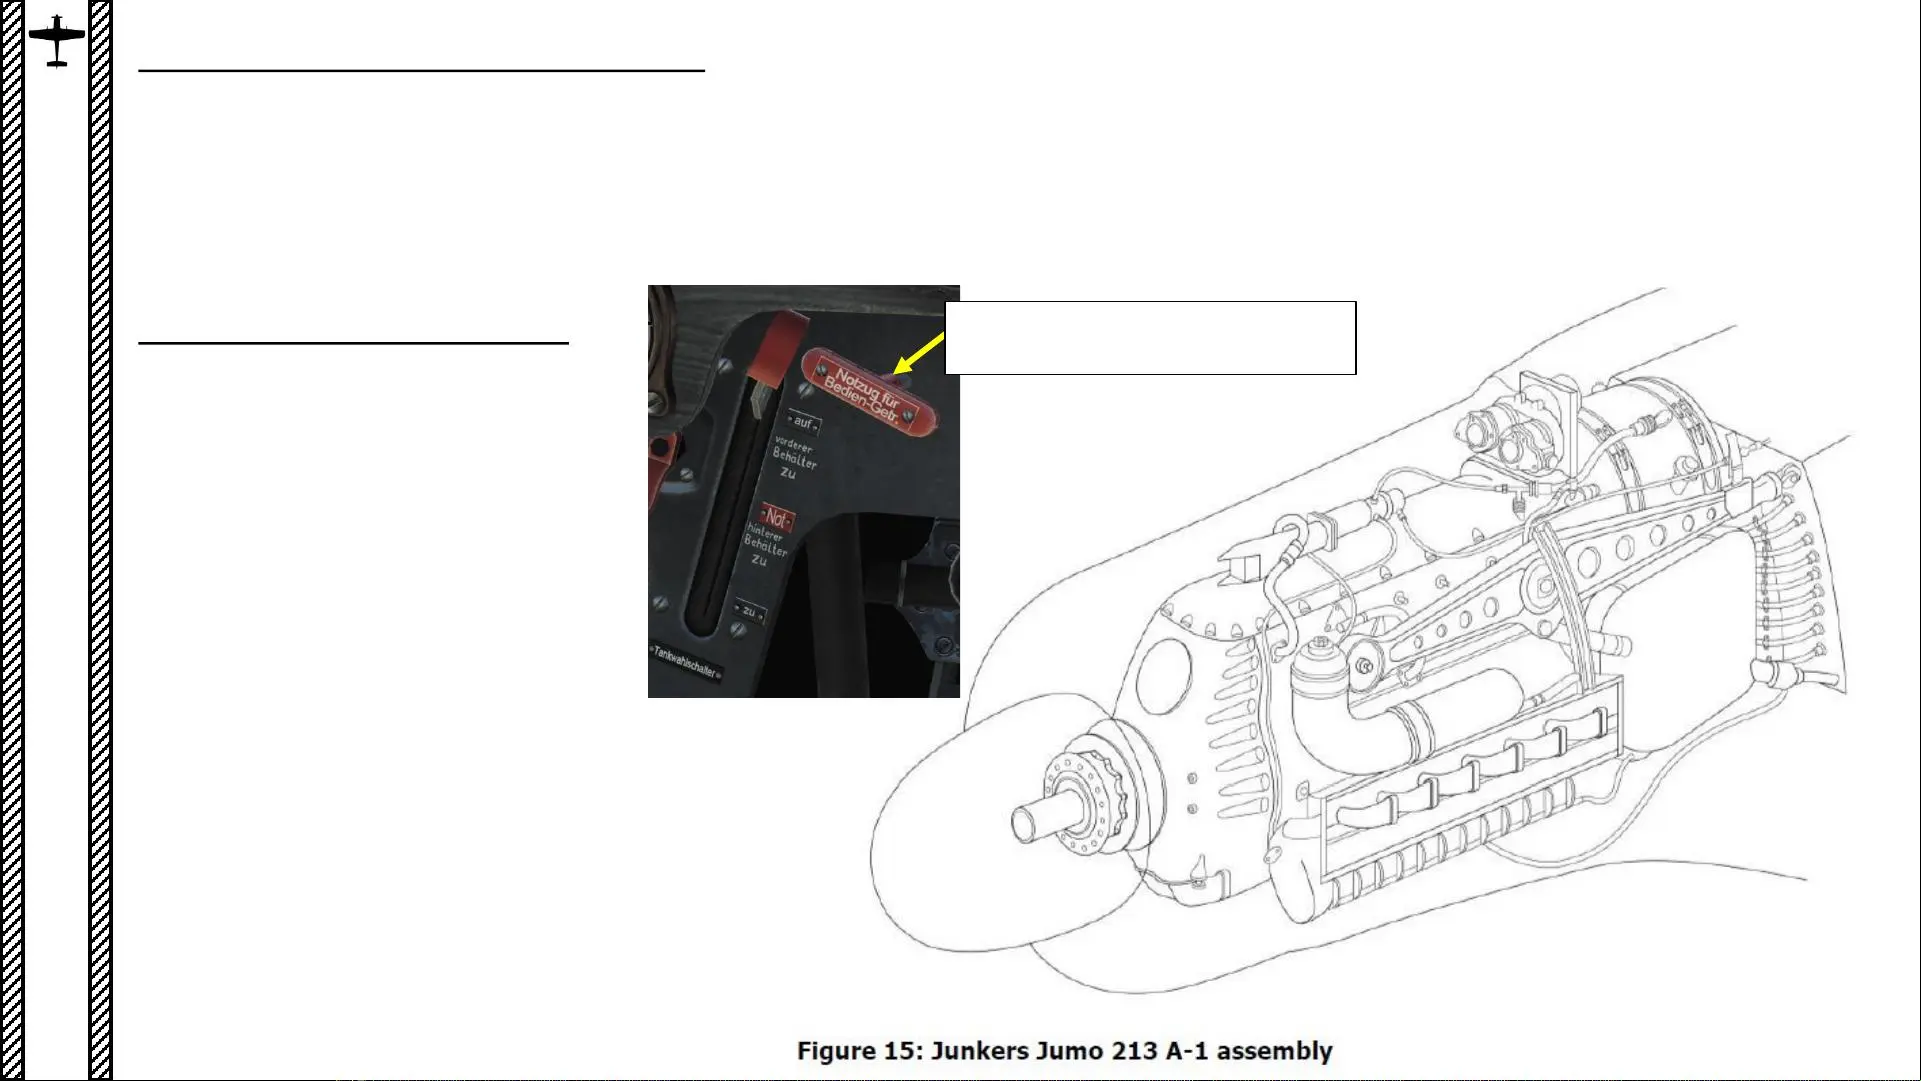 Notzug für
Bedien-Getr.
auf
vorderer
Behälter
zu
Not
hinterer
Behälter
zu
zu
Tankwahlschalter
Figure 15: Junkers Jumo 213 A-1 assembly